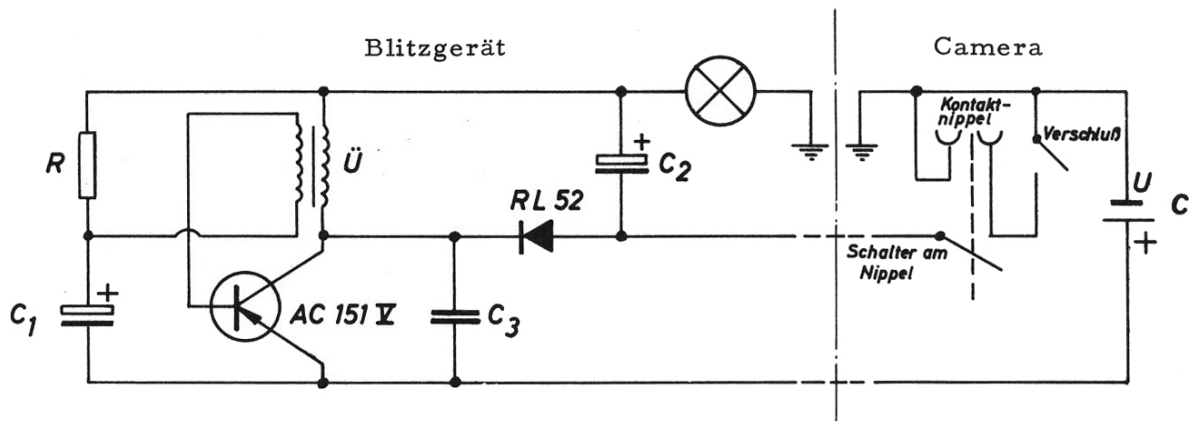 Blitzgerät
Camera
R
Ü
+
C2
Kontakt-
nippel
Verschluß
RL 52
U
C
+
Schalter am
Nippel
C1
+
AC 151 V
C3